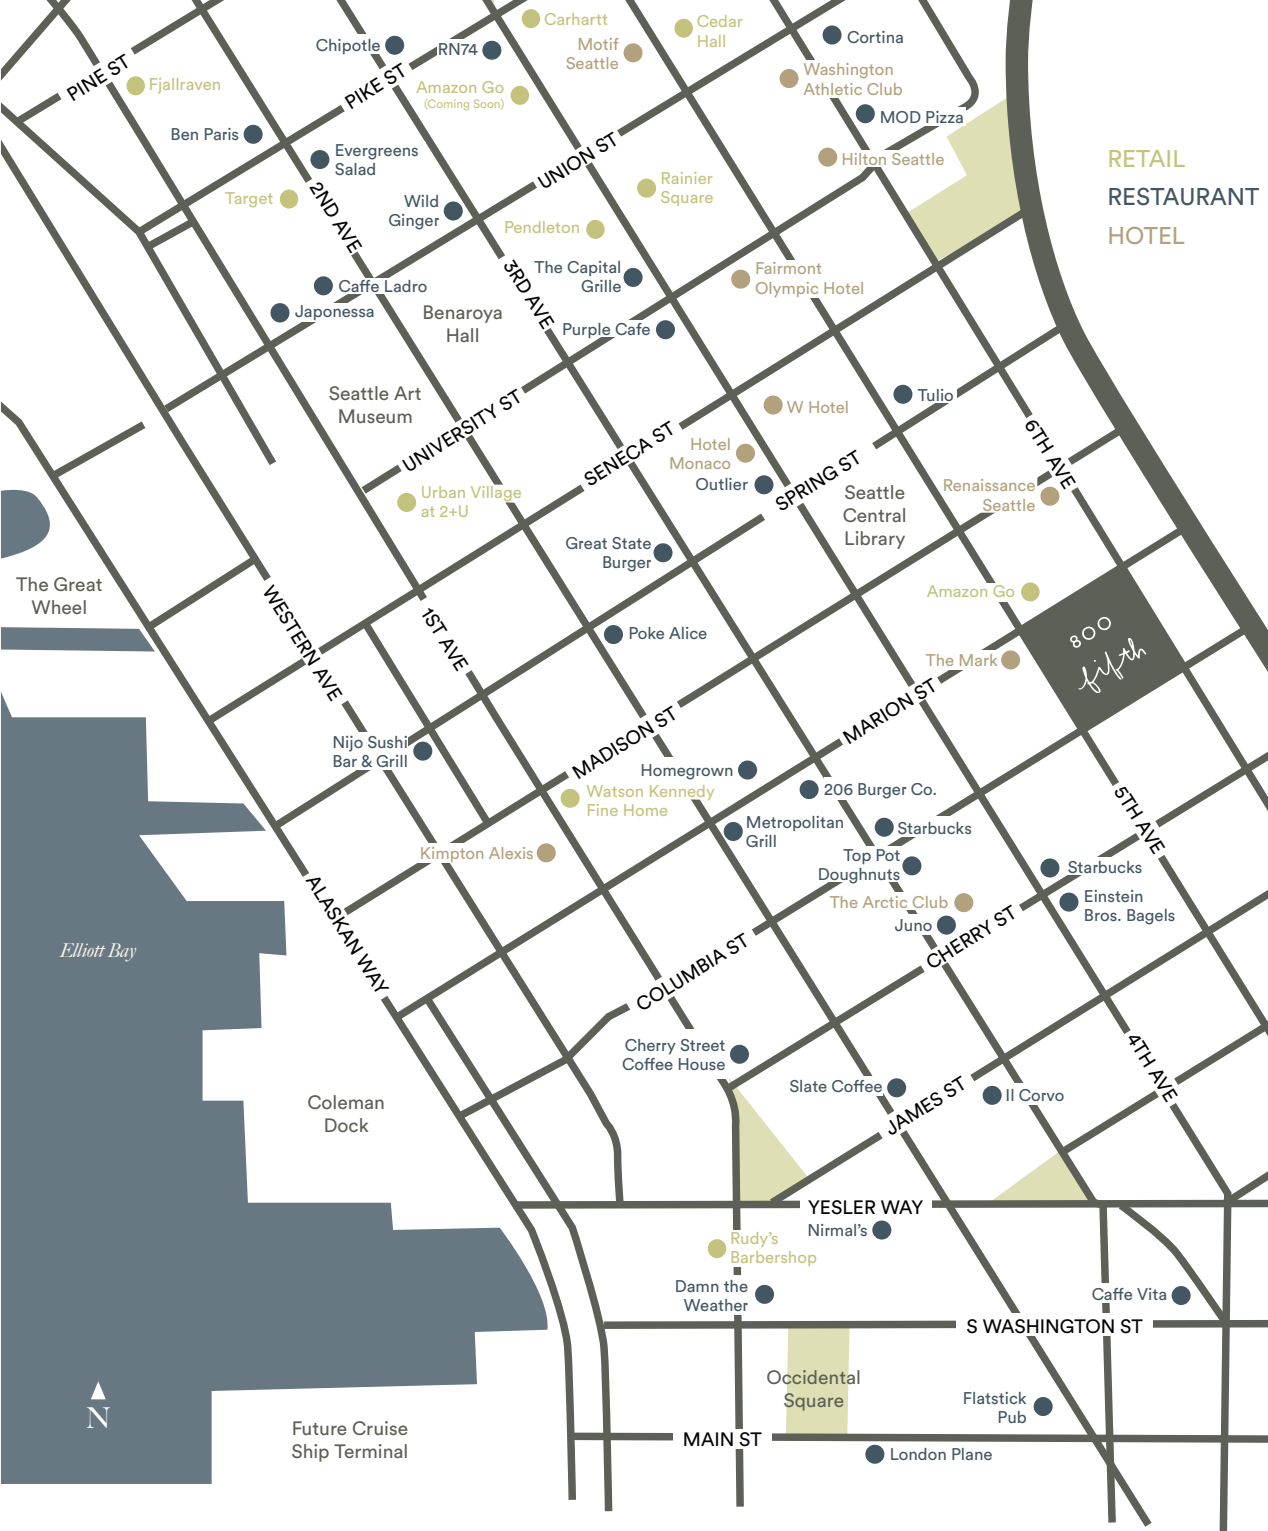 Carhartt
Cedar
Hall
Cortina
Chipotle
RN74
Motif
Seattle
PINE ST
Fjallraven
PIKE ST
Amazon Go
(Coming Soon)
Washington
Athletic Club
MOD Pizza
Ben Paris
Evergreens
Salad
UNION ST
Hilton Seattle
RETAIL
RESTAURANT
HOTEL
Target
2ND AVE
Wild
Ginger
Rainier
Square
Pendleton
The Capital
Grille
Fairmont
Olympic Hotel
Caffe Ladro
Japonessa
Benaroya
Hall
3RD AVE
Purple Cafe
Seattle Art
Museum
UNIVERSITY ST
SENECA ST
W Hotel
Tulio
6TH AVE
Hotel
Monaco
Outlier
SPRING ST
Seattle
Central
Library
Renaissance
Seattle
Urban Village
at 2+U
Great State
Burger
The Great
Wheel
WESTERN AVE
1ST AVE
Poke Alice
Amazon Go
800
fifth
The Mark
MARION ST
MADISON ST
Nijo Sushi
Bar & Grill
Homegrown
206 Burger Co.
Watson Kennedy
Fine Home
Metropolitan
Grill
Starbucks
5TH AVE
Kimpton Alexis
Top Pot
Doughnuts
Starbucks
The Arctic Club
Einstein
Bros. Bagels
Juno
CHERRY ST
ALASKAN WAY
Elliott Bay
COLUMBIA ST
Cherry Street
Coffee House
4TH AVE
Slate Coffee
JAMES ST
Il Corvo
Coleman
Dock
YESLER WAY
Nirmal's
Rudy's
Barbershop
Damn the
Weather
Caffe Vita
S WASHINGTON ST
Occidental
Square
Flatstick
Pub
N
Future Cruise
Ship Terminal
MAIN ST
London Plane